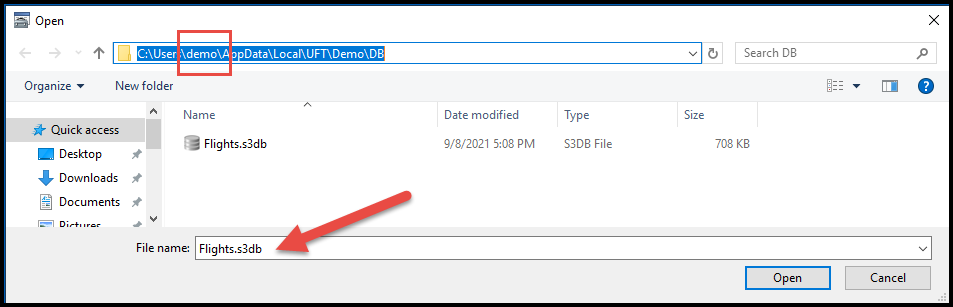 Open
C:\Users\demo\AppData\Local\UFT\Demo\DB
Search DB
Organize
New folder
Name
Date modified
Type
Size
Quick access
Flights.s3db
9/8/2021 5:08 PM
S3DB File
708 KB
Desktop
Downloads
Documents
Pictures
File name:
Flights.s3db
Open
Cancel